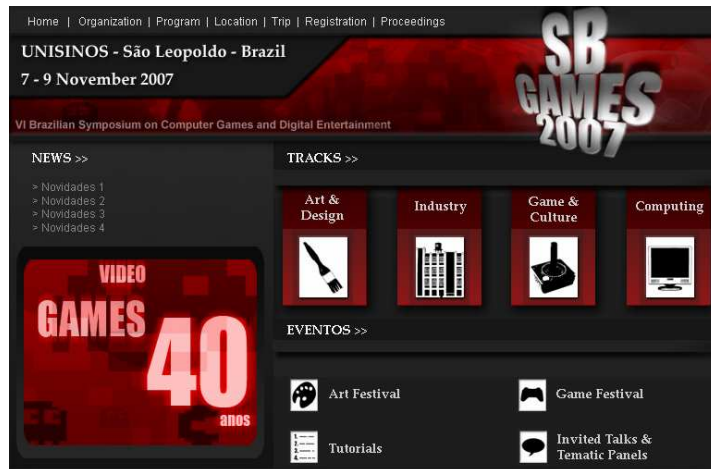 Home | Organization | Program | Location | Trip | Registration | Proceedings
UNISINOS - São Leopoldo - Brazil
7 - 9 November 2007
SB
GAMES
2007
VI Brazilian Symposium on Computer Games and Digital Entertainment
NEWS >>
> Novidades 1
> Novidades 2
> Novidades 3
> Novidades 4
VIDEO
GAMES
40
anos
TRACKS >>
Art &
Design
Industry
Game &
Culture
Computing
EVENTOS >>
Art Festival
Game Festival
Tutorials
Invited Talks &
Tematic Panels